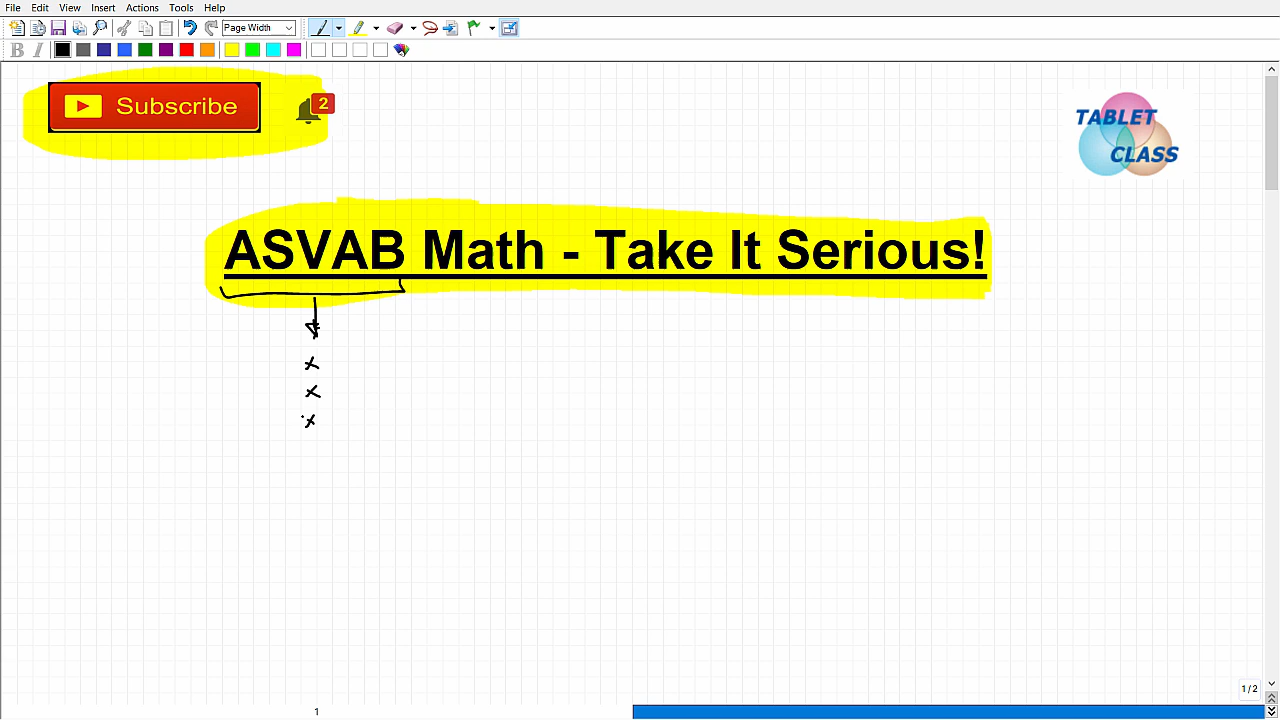 File Edit View Insert Actions Tools Help
Page Width
B I
Subscribe 2
TABLET
CLASS
ASVAB Math - Take It Serious!
x
x
x
1/2
1